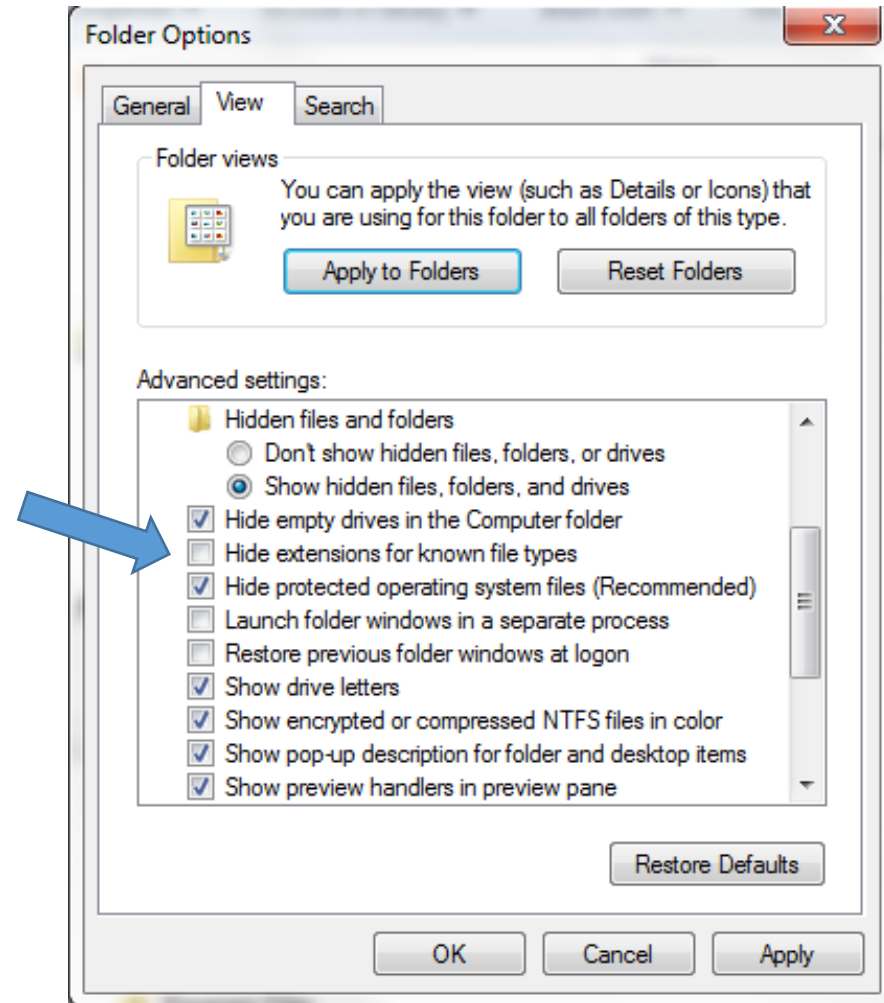 Folder Options
General View Search
Folder views
You can apply the view (such as Details or Icons) that
you are using for this folder to all folders of this type.
Apply to Folders Reset Folders
Advanced settings:
Hidden files and folders
Don't show hidden files, folders, or drives
Show hidden files, folders, and drives
Hide empty drives in the Computer folder
Hide extensions for known file types
Hide protected operating system files (Recommended)
Launch folder windows in a separate process
Restore previous folder windows at logon
Show drive letters
Show encrypted or compressed NTFS files in color
Show pop-up description for folder and desktop items
Show preview handlers in preview pane
Restore Defaults
OK Cancel Apply